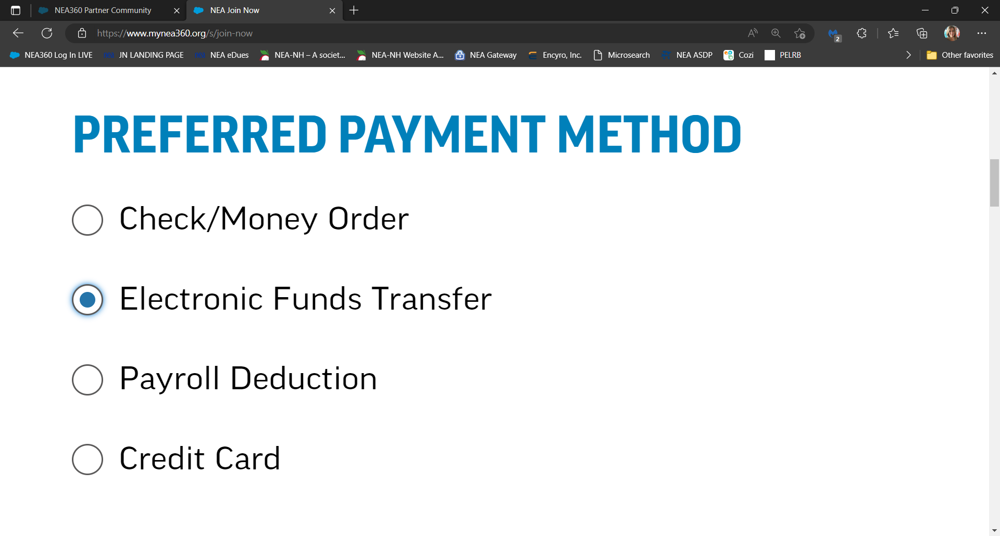 NEA360 Partner Community
NEA Join Now
https://www.mynea360.org/s/join-now
2
NEA360 Log In LIVE
nea JN LANDING PAGE
nea NEA eDues
NEA-NH – A societ...
NEA-NH Website A...
NEA Gateway
Encyro, Inc.
Microsearch
NEA ASDP
Cozi
PELRB
Other favorites
PREFERRED PAYMENT METHOD
Check/Money Order
Electronic Funds Transfer
Payroll Deduction
Credit Card